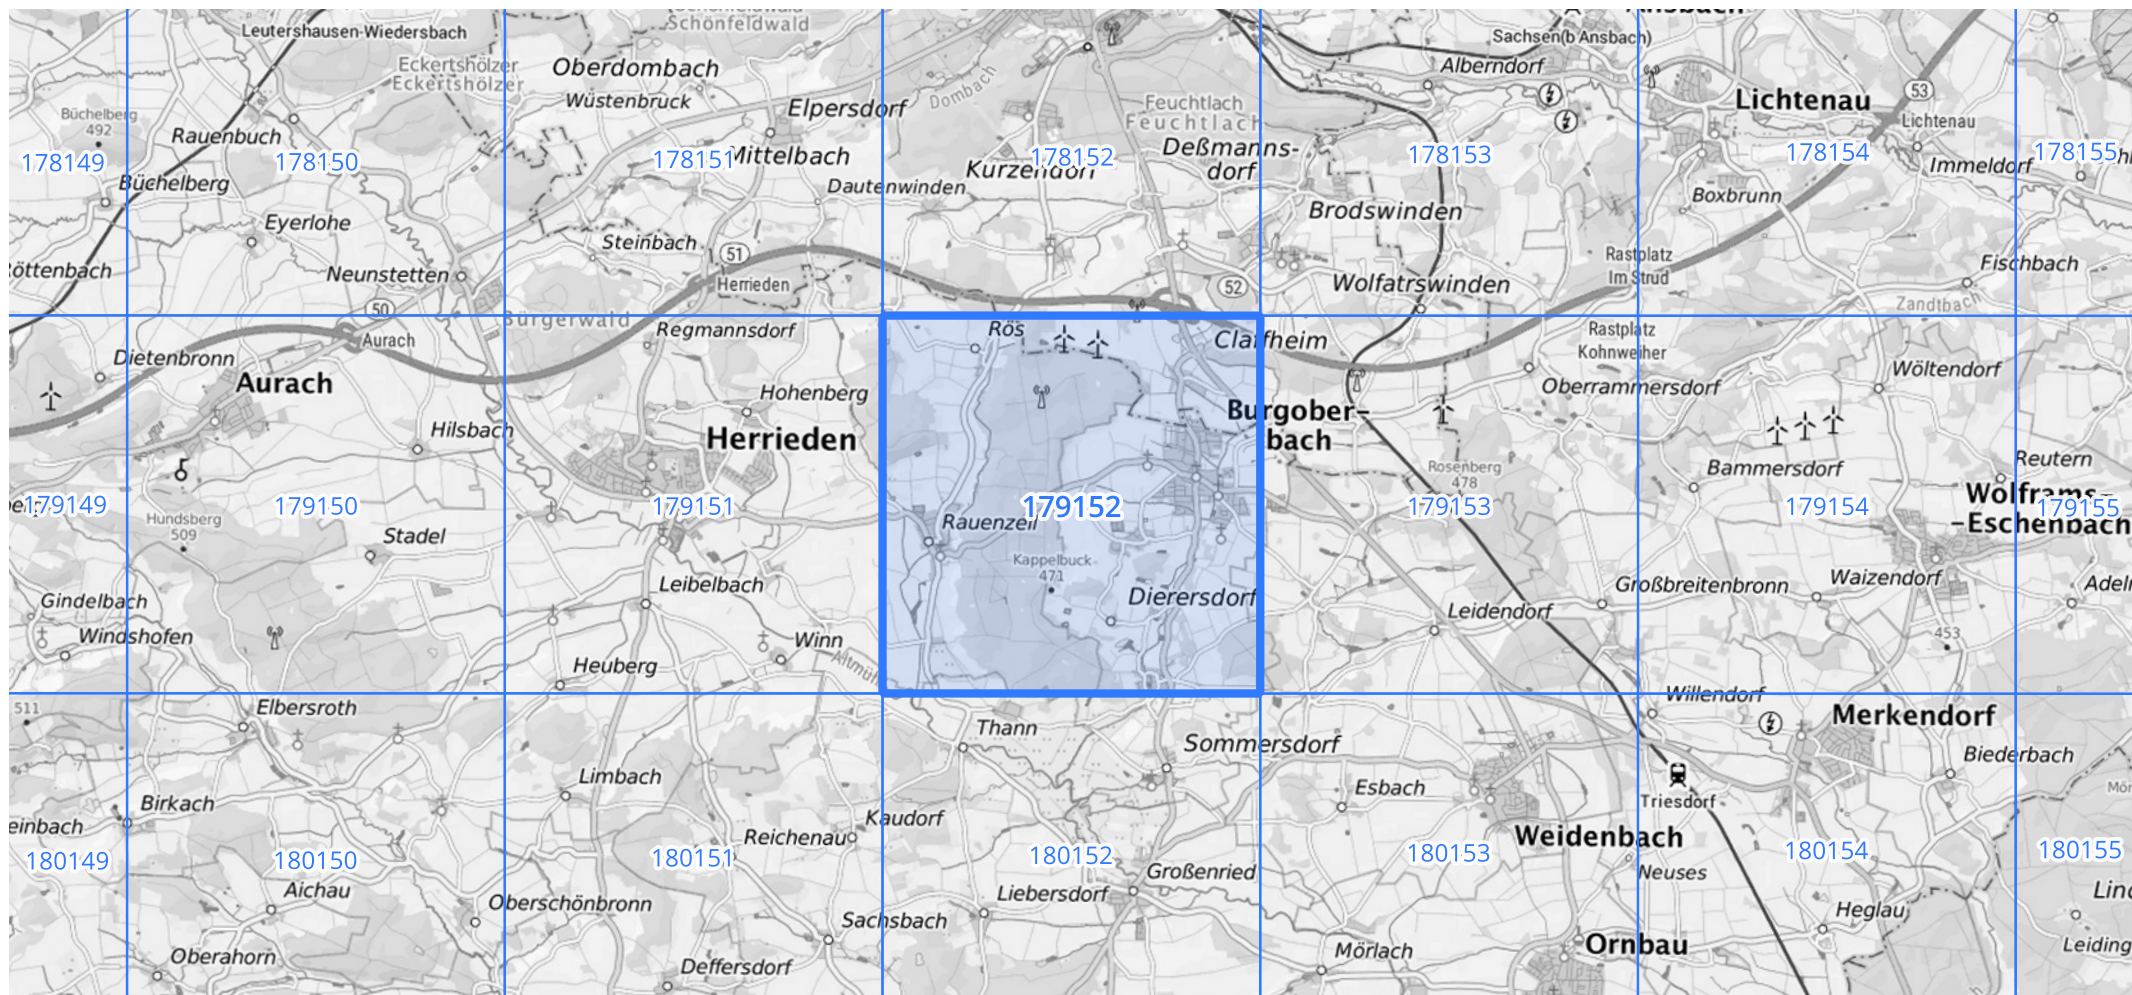 Leutershausen-Wiedersbach
Schönfeldwald
Sachsen(b Ansbach)
Eckertshölzer
Eckertshölzer
Oberdombach
Wüstenbruck
Elpersdorf
Dombach
Feuchtlach
Feuchtlach
Alberndorf
Lichtenau
53
Lichtenau
Büchelberg
492
Rauenbuch
178149
178150
178151
Mittelbach
178152
Kurzendorf
Deßmanns-
dorf
178153
178154
Immeldorf
178155
Büchelberg
Dautenwinden
Boxbrunn
Eyerlohe
Steinbach
Brodswinden
Neunstetten
51
Herrieden
52
Wolfatrswinden
Rastplatz
Im Strud
Fischbach
Zandtbach
50
Aurach
Bürgerwald
Regmannsdorf
Rös
Claffheim
Rastplatz
Kohnweiher
Dietenbronn
Aurach
Hohenberg
Oberrammersdorf
Wöltendorf
Hilsbach
Herrieden
Burgober-
bach
Rosenberg
478
Bammersdorf
Reutern
179149
179150
179151
179152
179153
179154
179155
Wolframs-
-Eschenbach
Hundsberg
509
Stadel
Rauenzell
Kappelbuck
471
Leibelbach
Dierersdorf
Großbreitenbronn
Waizendorf
Gindelbach
Windshofen
Winn
Altmühl
Leidendorf
453
Heuberg
511
Elbersroth
Thann
Sommersdorf
Willendorf
Merkendorf
Biederbach
Limbach
Esbach
Triesdorf
Birkach
einbach
Kaudorf
Reichenau
Weidenbach
180149
180150
180151
180152
180153
180154
180155
Aichau
Großenried
Neuses
Oberschönbronn
Liebersdorf
Sachsbach
Heglau
Oberahorn
Deffersdorf
Mörlach
Ornbau